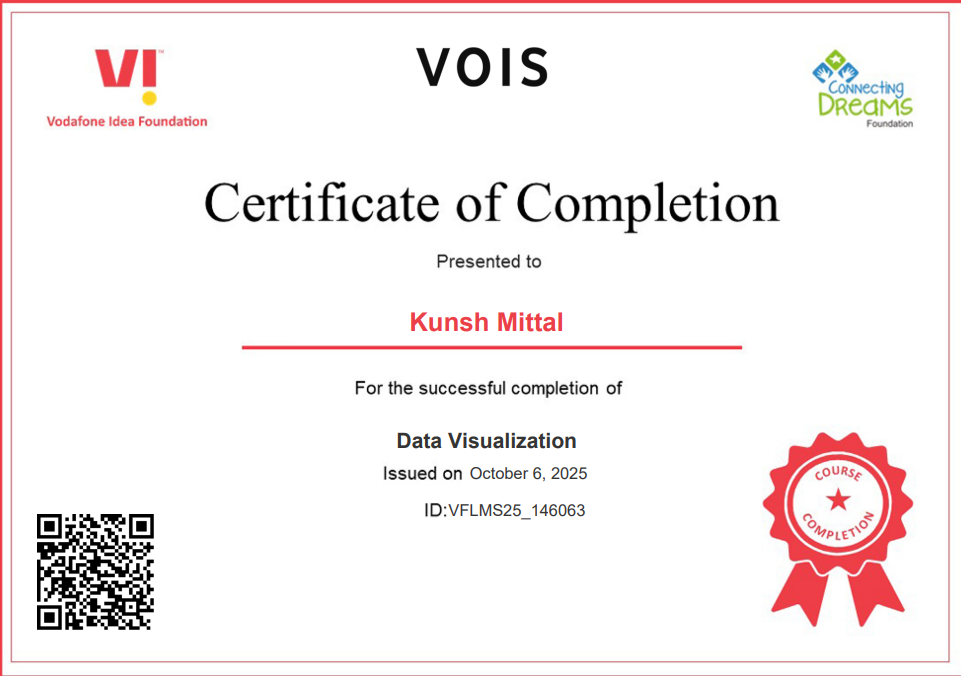 VI
Vodafone Idea Foundation
VOIS
Connecting
Dreams
Foundation
Certificate of Completion
Presented to
Kunsh Mittal
For the successful completion of
Data Visualization
Issued on October 6, 2025
ID:VFLMS25_146063
COURSE
COMPLETION